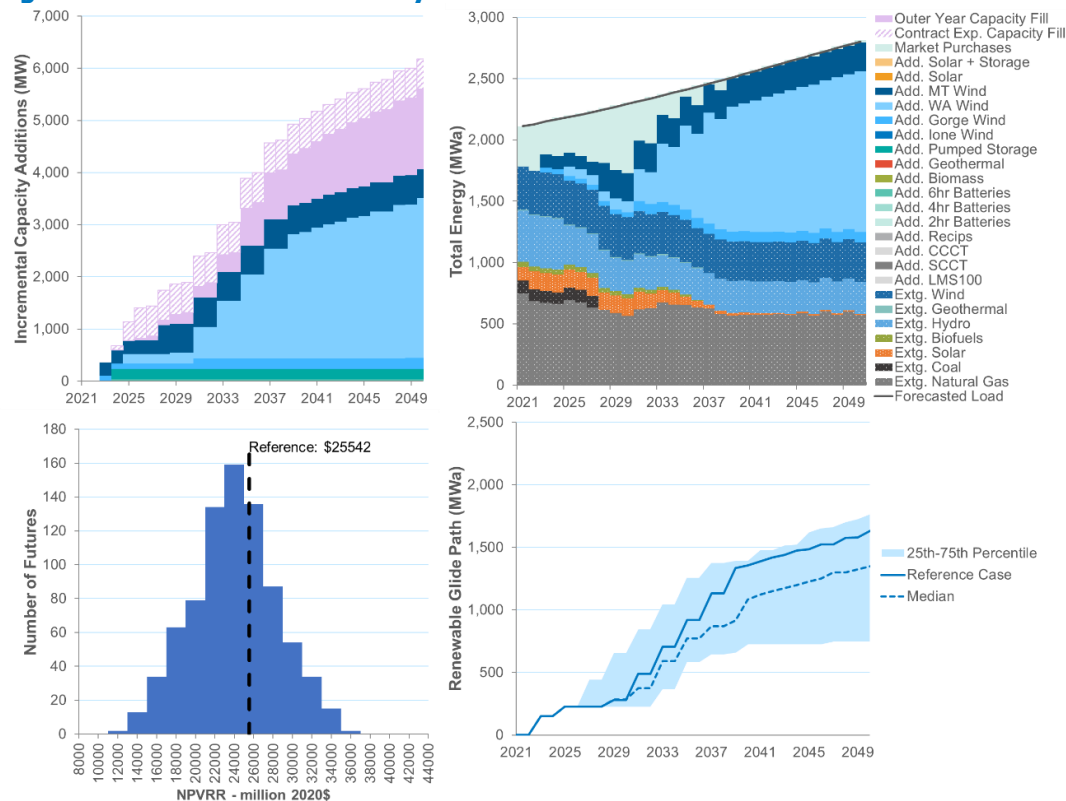 7,000
6,000
5,000
4,000
3,000
2,000
1,000
0
Incremental Capacity Additions (MW)
2021 2025 2029 2033 2037 2041 2045 2049
3,000
2,500
2,000
1,500
1,000
500
0
Total Energy (MWa)
2021 2025 2029 2033 2037 2041 2045 2049
Outer Year Capacity Fill
Contract Exp. Capacity Fill
Market Purchases
Add. Solar + Storage
Add. Solar
Add. MT Wind
Add. WA Wind
Add. Gorge Wind
Add. Ione Wind
Add. Pumped Storage
Add. Geothermal
Add. Biomass
Add. 6hr Batteries
Add. 4hr Batteries
Add. 2hr Batteries
Add. Recips
Add. CCCT
Add. SCCT
Add. LMS100
Extg. Wind
Extg. Geothermal
Extg. Hydro
Extg. Biofuels
Extg. Solar
Extg. Coal
Extg. Natural Gas
Forecasted Load
180
160
140
120
100
80
60
40
20
0
Number of Futures
Reference: $25542
8000 10000 12000 14000 16000 18000 20000 22000 24000 26000 28000 30000 32000 34000 36000 38000 40000 42000 44000
NPVRR - million 2020$
2,500
2,000
1,500
1,000
500
0
Renewable Glide Path (MWa)
2021 2025 2029 2033 2037 2041 2045 2049
25th-75th Percentile
Reference Case
Median